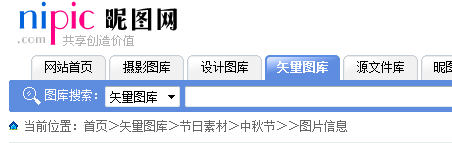 nipic 昵图网
.com 共享创造价值
网站首页 摄影图库 设计图库 矢量图库 源文件库 昵图
图库搜索： 矢量图库
当前位置：首页＞矢量图库＞节日素材＞中秋节＞＞图片信息